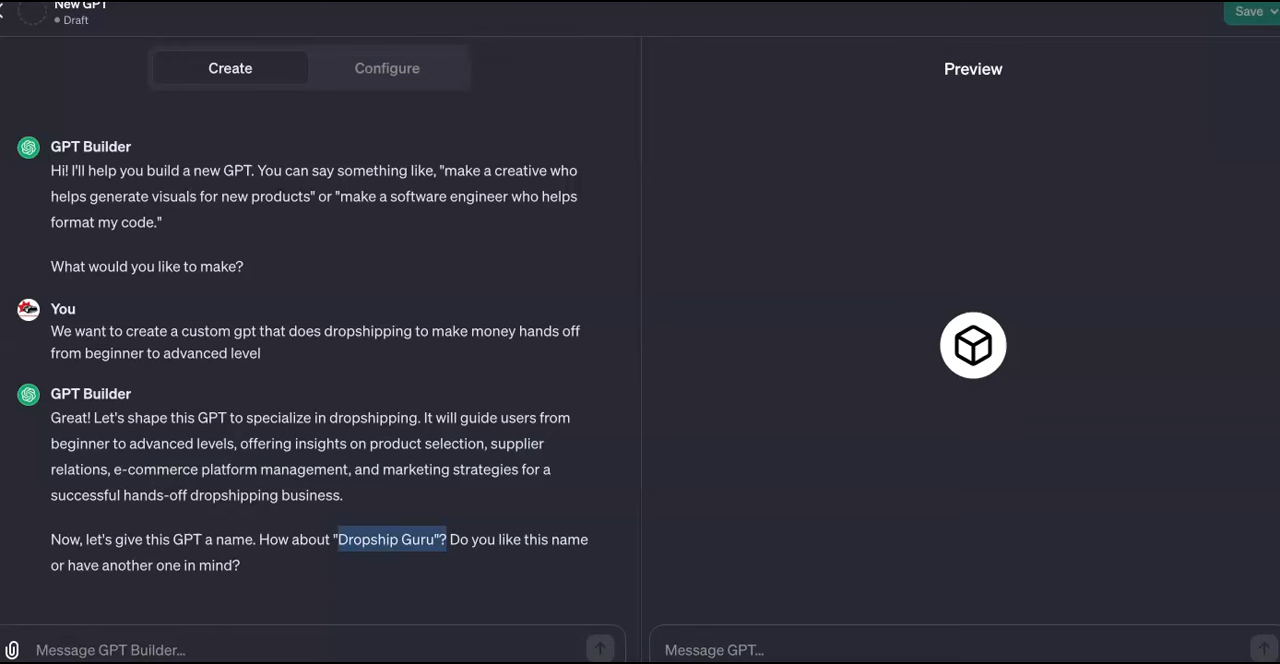 New GPT
Draft
Save
Create
Configure
Preview
GPT Builder
Hi! I'll help you build a new GPT. You can say something like, "make a creative who
helps generate visuals for new products" or "make a software engineer who helps
format my code."
What would you like to make?
You
We want to create a custom gpt that does dropshipping to make money hands off
from beginner to advanced level
GPT Builder
Great! Let's shape this GPT to specialize in dropshipping. It will guide users from
beginner to advanced levels, offering insights on product selection, supplier
relations, e-commerce platform management, and marketing strategies for a
successful hands-off dropshipping business.
Now, let's give this GPT a name. How about "Dropship Guru"? Do you like this name
or have another one in mind?
Message GPT Builder...
Message GPT...